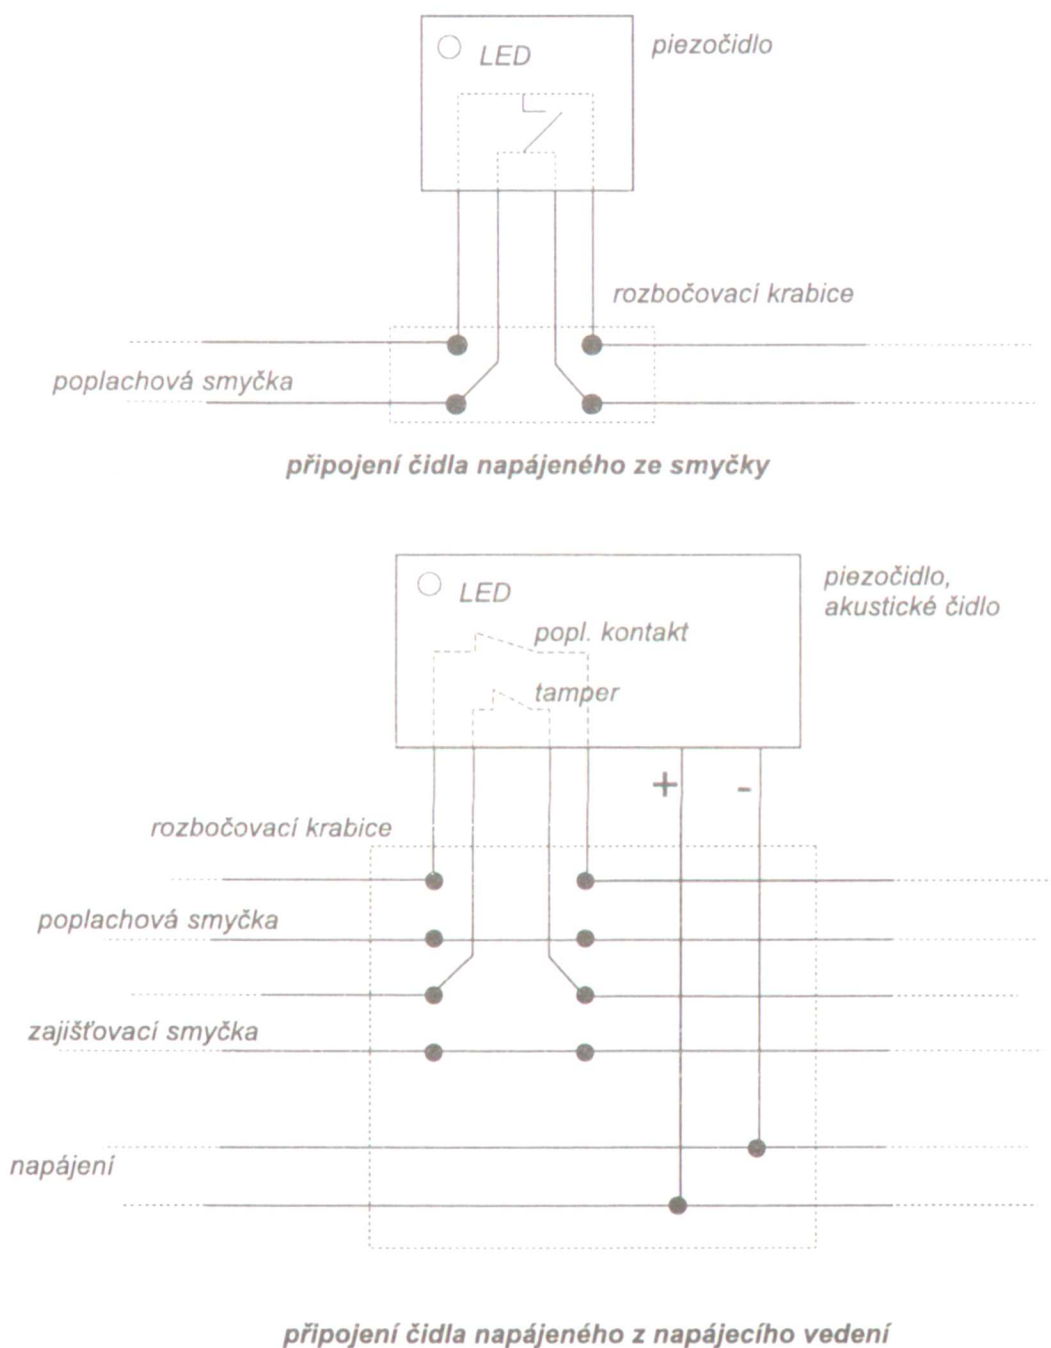 LED
piezočidlo
rozbočovací krabice
poplachová smyčka
připojení čidla napájeného ze smyčky
LED
piezočidlo,
akustické čidlo
popl. kontakt
tamper
+ -
rozbočovací krabice
poplachová smyčka
zajišťovací smyčka
napájení
připojení čidla napájeného z napájecího vedení